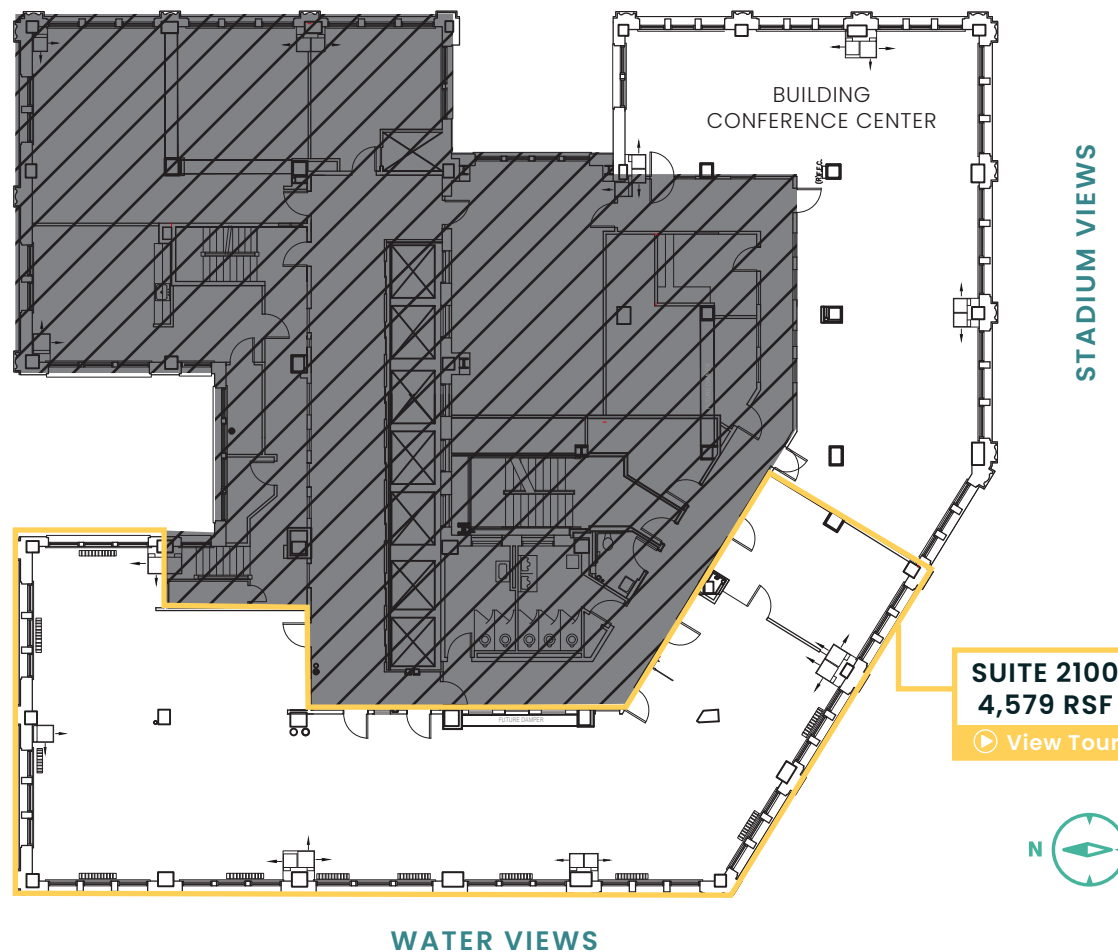 BUILDING
CONFERENCE CENTER
(P)F.E.C.
STADIUM VIEWS
SUITE 2100
4,579 RSF
View Tour
FUTURE DAMPER
N
WATER VIEWS